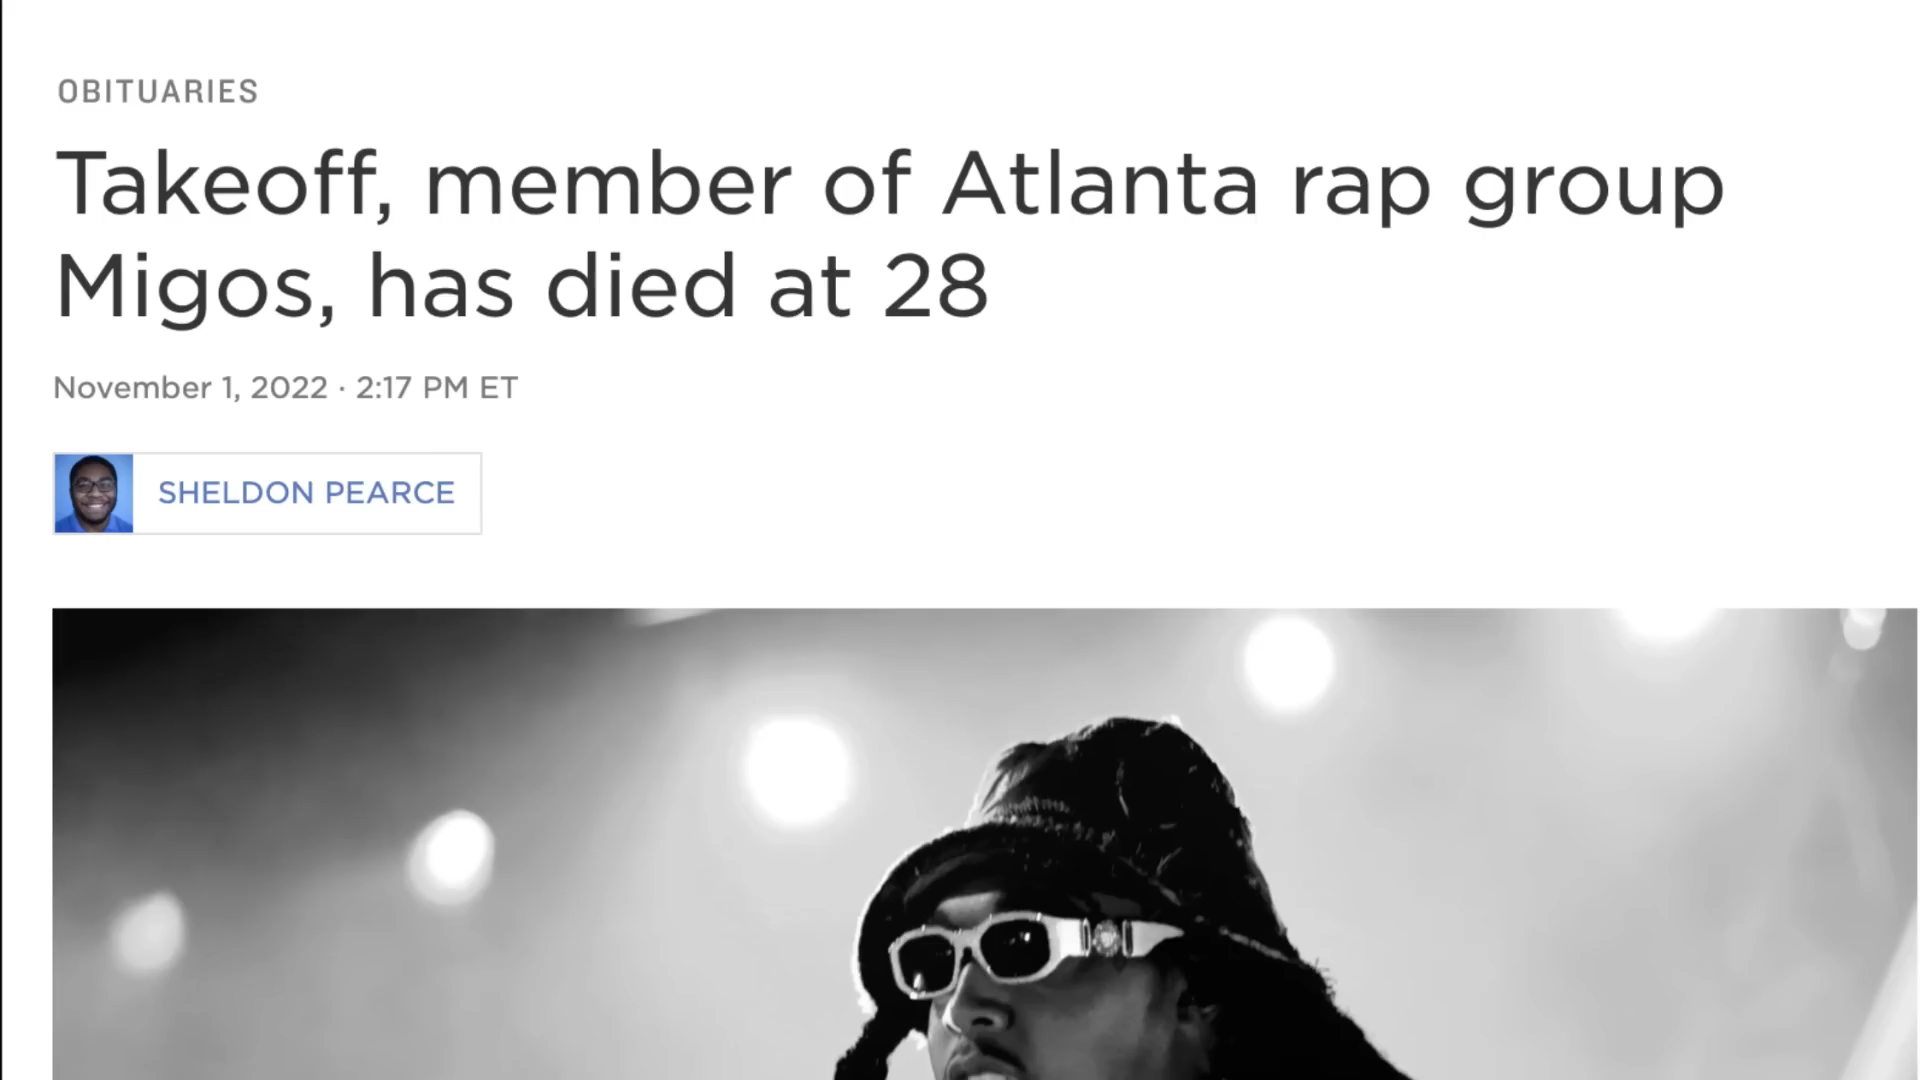 OBITUARIES
Takeoff, member of Atlanta rap group
Migos, has died at 28
November 1, 2022 · 2:17 PM ET
SHELDON PEARCE